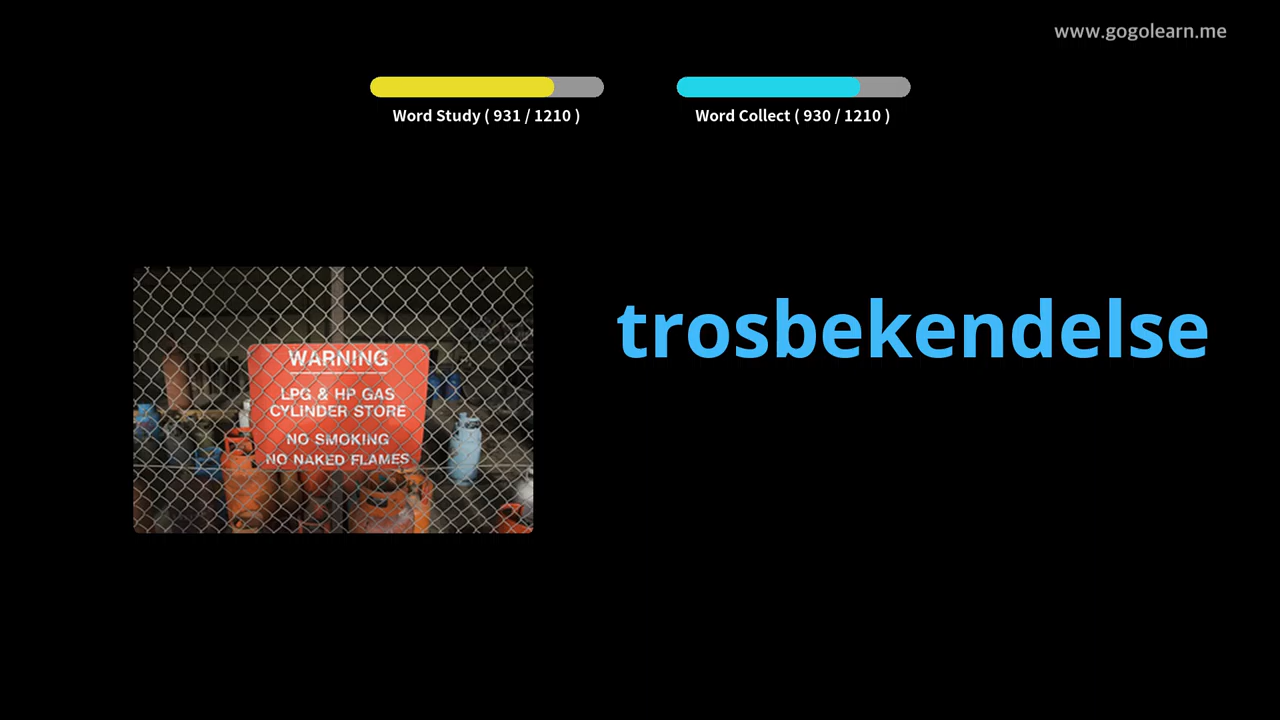 www.gogolearn.me
Word Study ( 931 / 1210 )
Word Collect ( 930 / 1210 )
trosbekendelse
WARNING
LPG & HP GAS
CYLINDER STORE
NO SMOKING
NO NAKED FLAMES